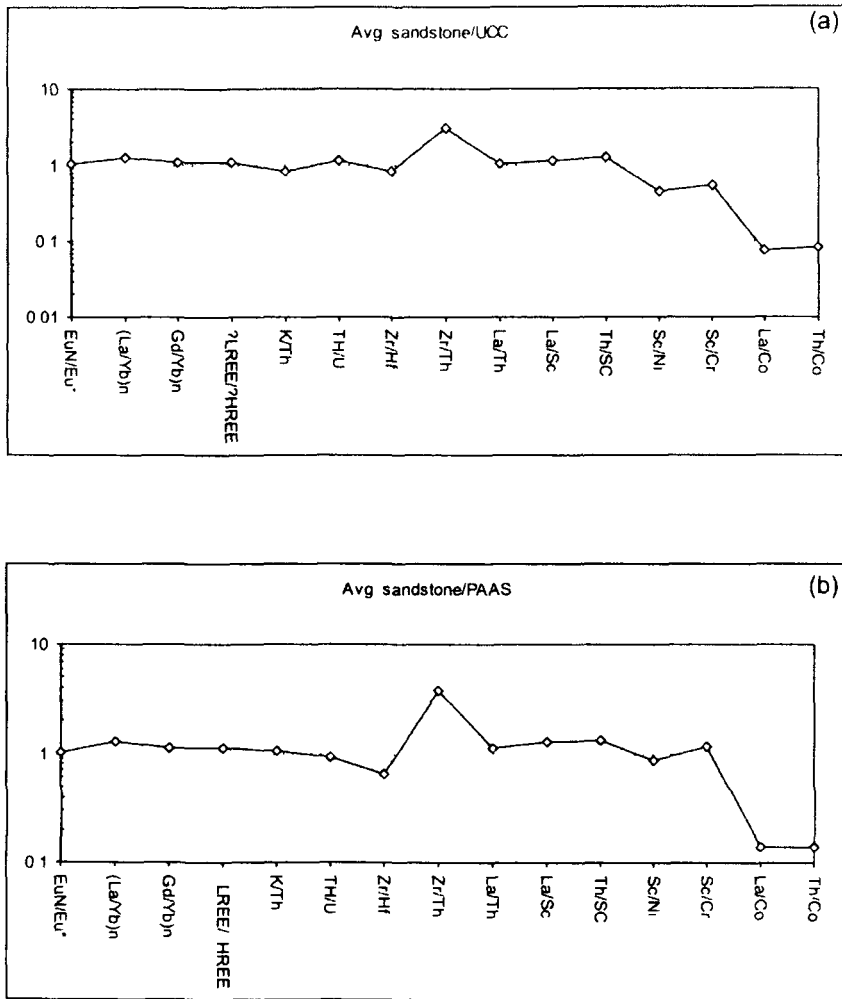 (a)
Avg sandstone/UCC
10
1
0 1
0 01
EuN/Eu*
(La/Yb)n
Gd/Yb)n
?LREE/?HREE
K/Th
TH/U
Zr/Hf
Zr/Th
La/Th
La/Sc
Th/SC
Sc/Ni
Sc/Cr
La/Co
Th/Co
(b)
Avg sandstone/PAAS
10
1
0 1
EuN/Eu*
(La/Yb)n
Gd/Yb)n
LREE/ HREE
K/Th
TH/U
Zr/Hf
Zr/Th
La/Th
La/Sc
Th/SC
Sc/Ni
Sc/Cr
La/Co
Th/Co